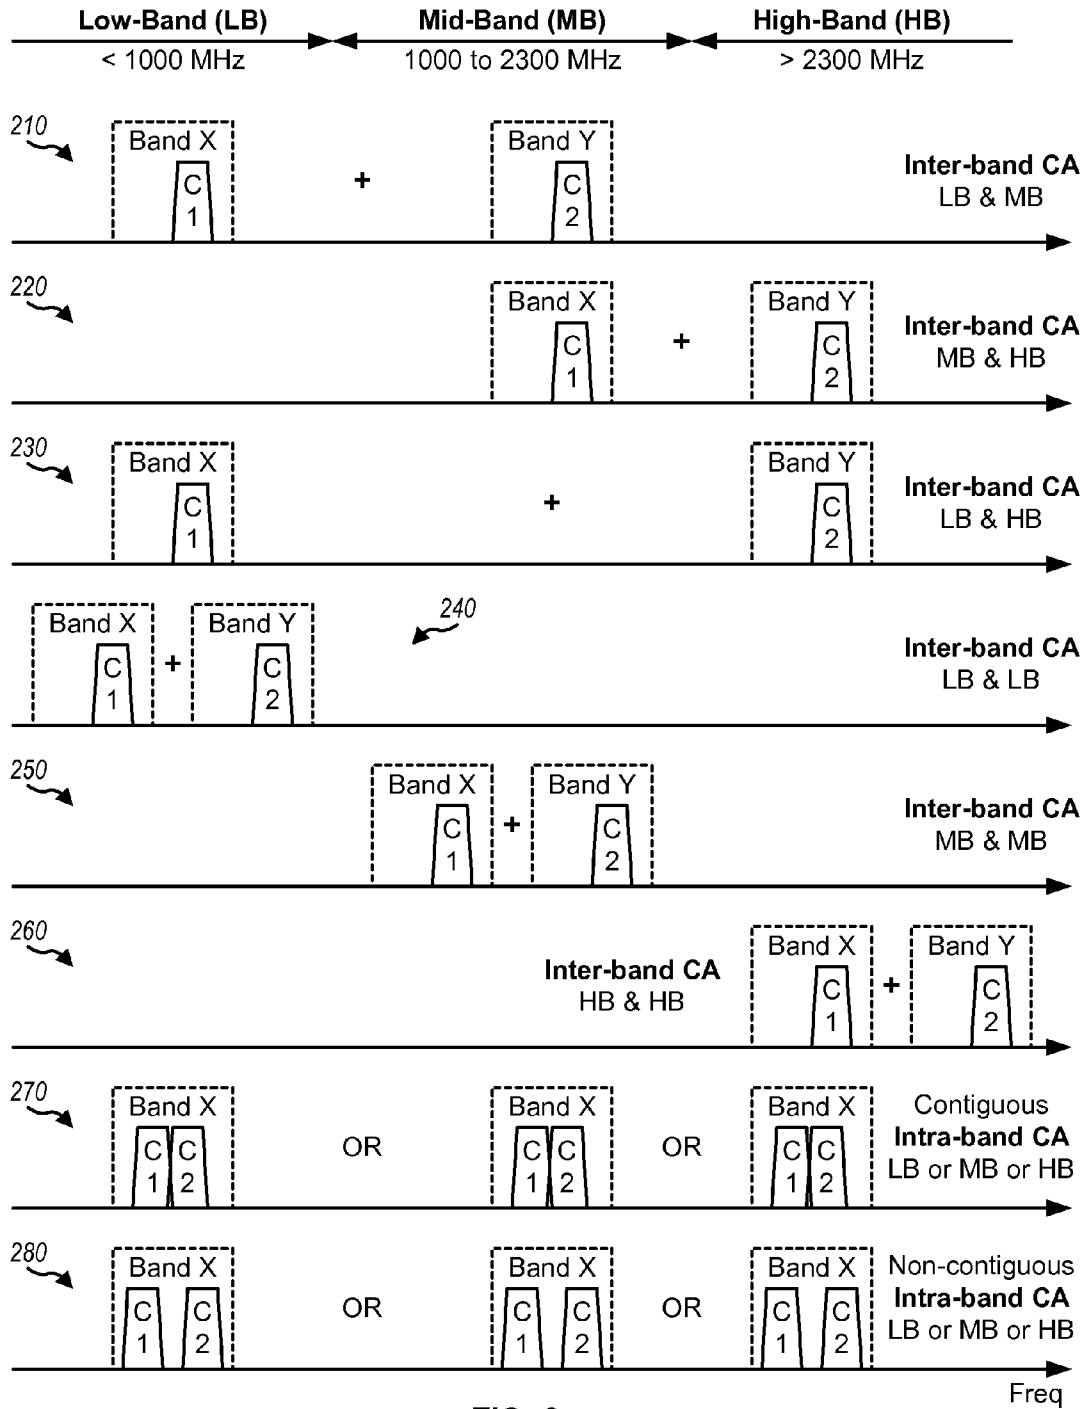 Low-Band (LB) Mid-Band (MB) High-Band (HB)
< 1000 MHz 1000 to 2300 MHz > 2300 MHz
210
Band X Band Y
C 1 + C 2
Inter-band CA
LB & MB
220
Band X Band Y
C 1 + C 2
Inter-band CA
MB & HB
230
Band X Band Y
C 1 + C 2
Inter-band CA
LB & HB
240
Band X Band Y
C 1 + C 2
Inter-band CA
LB & LB
250
Band X Band Y
C 1 + C 2
Inter-band CA
MB & MB
260
Inter-band CA
HB & HB
Band X Band Y
C 1 + C 2
270
Band X Band X Band X
C 1 C 2 OR C 1 C 2 OR C 1 C 2
Contiguous
Intra-band CA
LB or MB or HB
280
Band X Band X Band X
C 1 C 2 OR C 1 C 2 OR C 1 C 2
Non-contiguous
Intra-band CA
LB or MB or HB
Freq